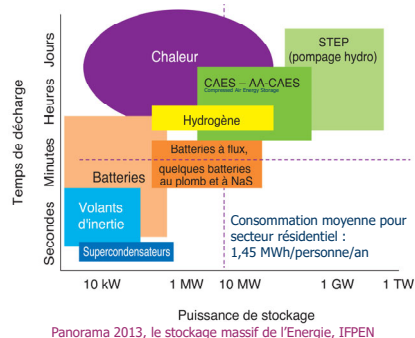 Temps de décharge
Jours
Heures
Minutes
Secondes
Chaleur
STEP
(pompage hydro)
CAES – AA-CAES
Compressed Air Energy Storage
Hydrogène
Batteries à flux,
quelques batteries
au plomb et à NaS
Batteries
Volants
d'inertie
Supercondensateurs
Consommation moyenne pour
secteur résidentiel :
1,45 MWh/personne/an
10 kW
1 MW
10 MW
1 GW
1 TW
Puissance de stockage
Panorama 2013, le stockage massif de l'Energie, IFPEN